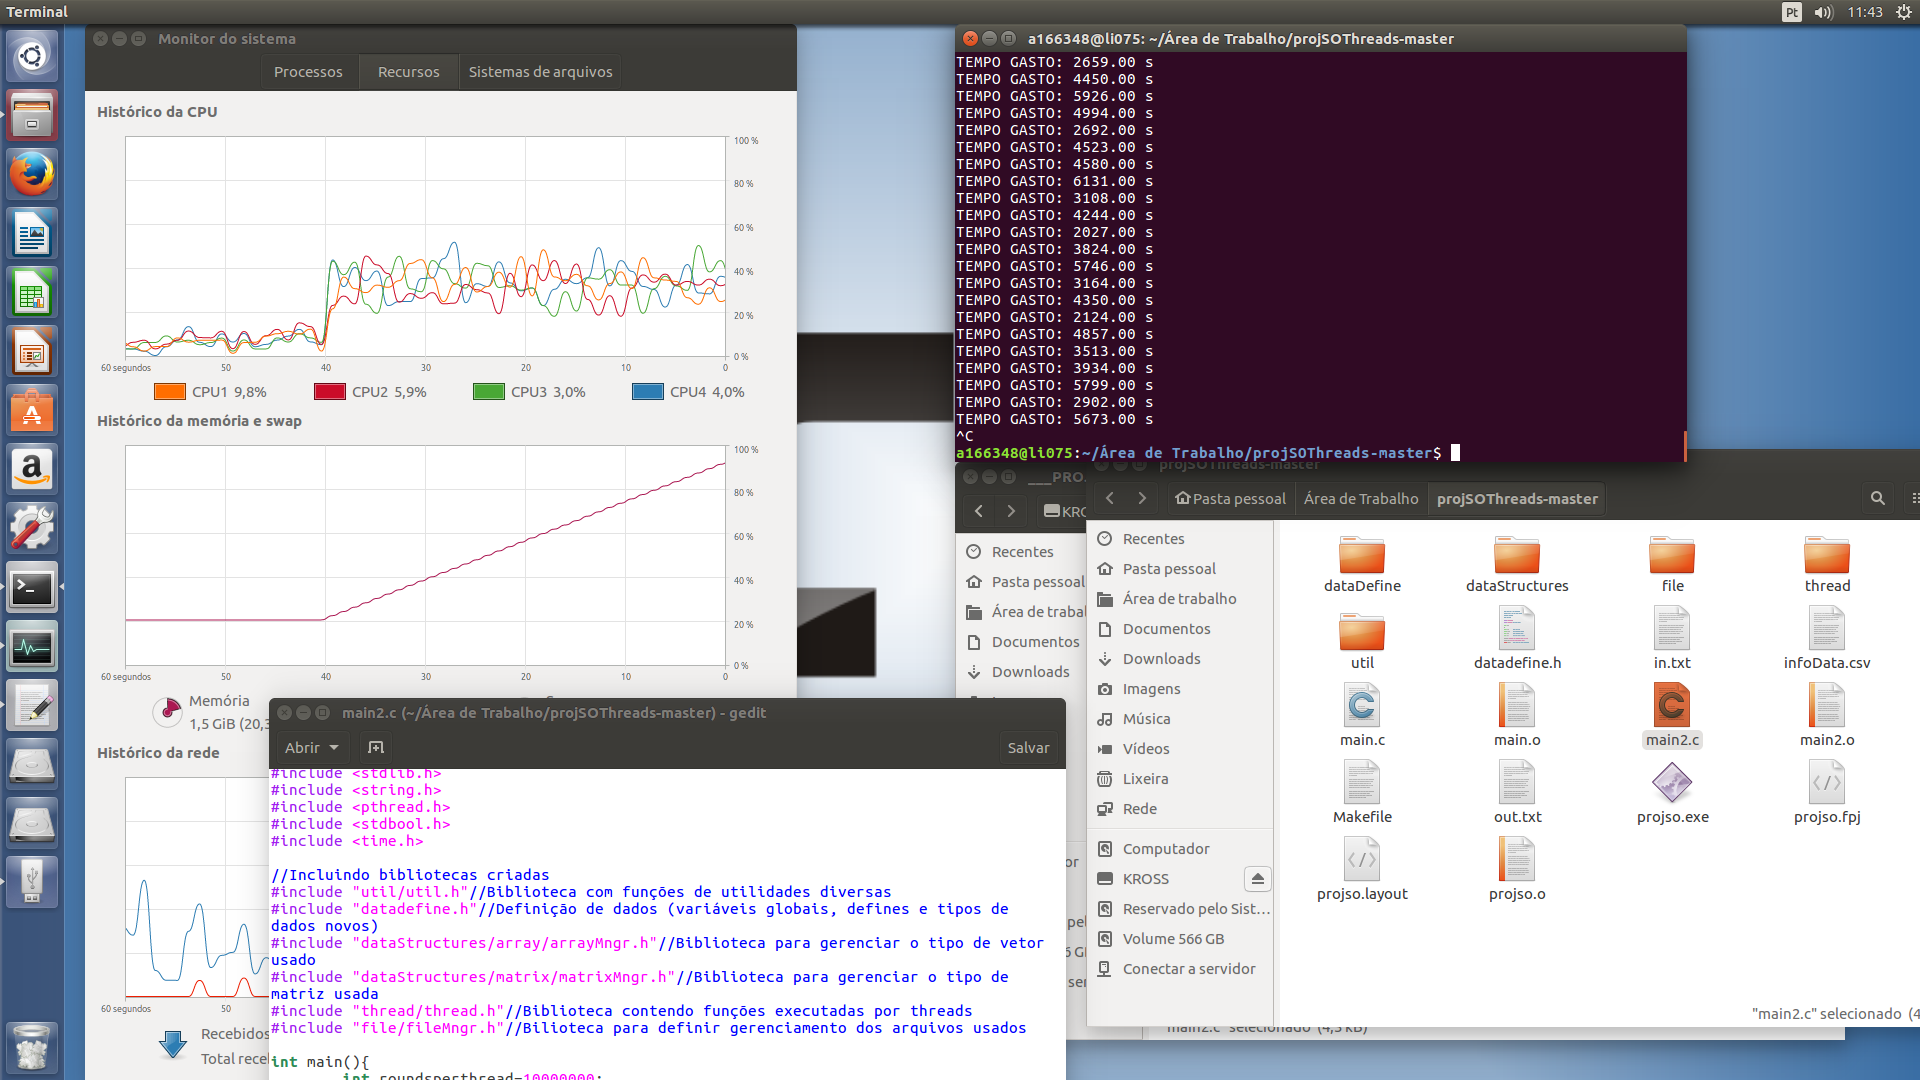 Terminal
Pt
11:43
Monitor do sistema
Processos
Recursos
Sistemas de arquivos
Histórico da CPU
100 %
80 %
60 %
40 %
20 %
0 %
60 segundos
50
40
30
20
10
0
CPU1 9,8%
CPU2 5,9%
CPU3 3,0%
CPU4 4,0%
Histórico da memória e swap
100 %
80 %
60 %
40 %
20 %
0 %
60 segundos
50
40
30
20
10
0
Memória
1,5 GiB (20,3
Histórico da rede
60 segundos
50
Recebidos
Total rece
a166348@li075: ~/Área de Trabalho/projSOThreads-master
TEMPO GASTO: 2659.00 s
TEMPO GASTO: 4450.00 s
TEMPO GASTO: 5926.00 s
TEMPO GASTO: 4994.00 s
TEMPO GASTO: 2692.00 s
TEMPO GASTO: 4523.00 s
TEMPO GASTO: 4580.00 s
TEMPO GASTO: 6131.00 s
TEMPO GASTO: 3108.00 s
TEMPO GASTO: 4244.00 s
TEMPO GASTO: 2027.00 s
TEMPO GASTO: 3824.00 s
TEMPO GASTO: 5746.00 s
TEMPO GASTO: 3164.00 s
TEMPO GASTO: 4350.00 s
TEMPO GASTO: 2124.00 s
TEMPO GASTO: 4857.00 s
TEMPO GASTO: 3513.00 s
TEMPO GASTO: 3934.00 s
TEMPO GASTO: 5799.00 s
TEMPO GASTO: 2902.00 s
TEMPO GASTO: 5673.00 s
^C
a166348@li075:~/Área de Trabalho/projSOThreads-master$
___PRO.
KRO
Recentes
Pasta pessoal
Área de trabal
Documentos
Downloads
projSOThreads-master
Pasta pessoal
Área de Trabalho
projSOThreads-master
Recentes
Pasta pessoal
Área de trabalho
Documentos
Downloads
Imagens
Música
Vídeos
Lixeira
Rede
Computador
KROSS
Reservado pelo Sist...
Volume 566 GB
Conectar a servidor
dataDefine
dataStructures
file
thread
util
datadefine.h
in.txt
infoData.csv
main.c
main.o
main2.c
main2.o
Makefile
out.txt
projso.exe
projso.fpj
projso.layout
projso.o
"main2.c" selecionado (4
main2.c (~/Área de Trabalho/projSOThreads-master) - gedit
Abrir
Salvar
#include <stdlib.h>
#include <string.h>
#include <pthread.h>
#include <stdbool.h>
#include <time.h>
//Incluindo bibliotecas criadas
#include "util/util.h"//Biblioteca com funções de utilidades diversas
#include "datadefine.h"//Definição de dados (variáveis globais, defines e tipos de
dados novos)
#include "dataStructures/array/arrayMngr.h"//Biblioteca para gerenciar o tipo de vetor
usado
#include "dataStructures/matrix/matrixMngr.h"//Biblioteca para gerenciar o tipo de
matriz usada
#include "thread/thread.h"//Biblioteca contendo funções executadas por threads
#include "file/fileMngr.h"//Bilioteca para definir gerenciamento dos arquivos usados
int main(){
int roundsperthread=10000000;